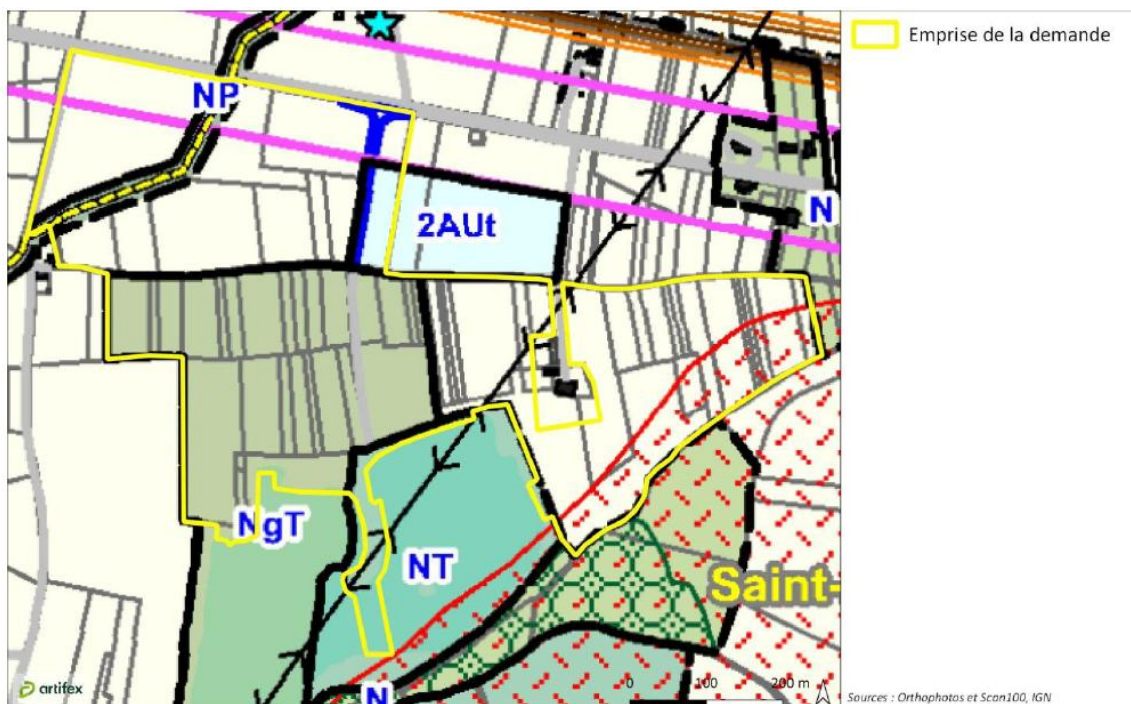 Emprise de la demande
NP
2AUt
N
NgT
NT
Saint-
N
artifex
0 100 200 m
Sources : Orthophotos et Scan100, IGN